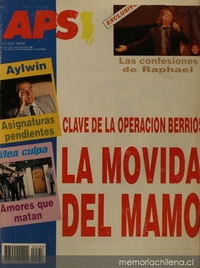 APSI
EXCLUSIVO
Las confesiones
de Raphael
Aylwin
Asignaturas
pendientes
Mea culpa
Amores que
matan
CLAVE DE LA OPERACION BERRIOS
LA MOVIDA
DEL MAMO
memoriachilena.cl